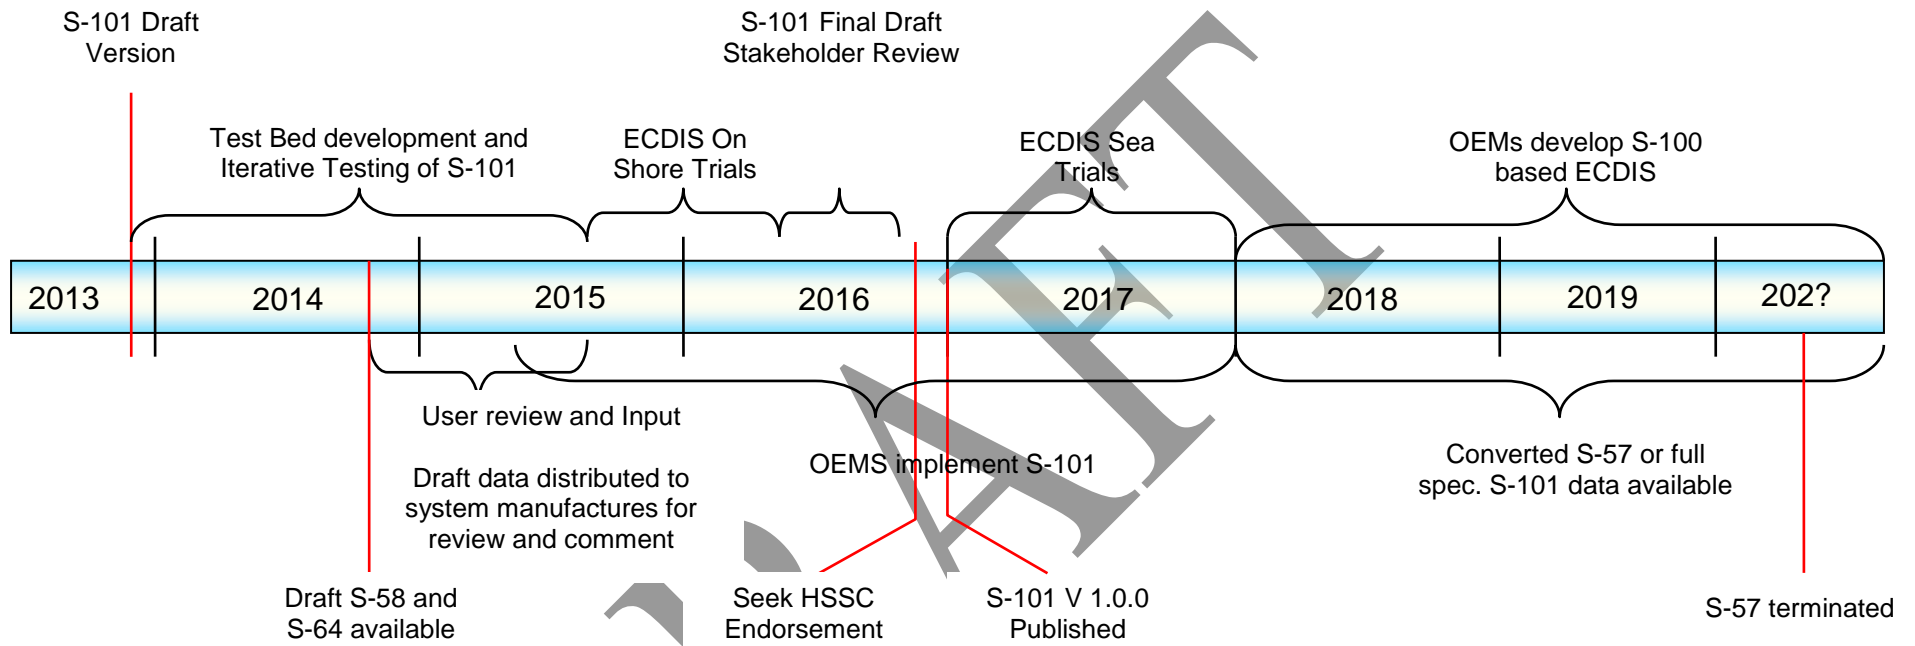 S-101 Draft
Version
S-101 Final Draft
Stakeholder Review
Test Bed development and
Iterative Testing of S-101
ECDIS On
Shore Trials
ECDIS Sea
Trials
OEMs develop S-100
based ECDIS
2013
2014
2015
2016
2017
2018
2019
202?
User review and Input
Draft data distributed to
system manufactures for
review and comment
OEMS implement S-101
Converted S-57 or full
spec. S-101 data available
Draft S-58 and
S-64 available
Seek HSSC
Endorsement
S-101 V 1.0.0
Published
S-57 terminated
DRAFT